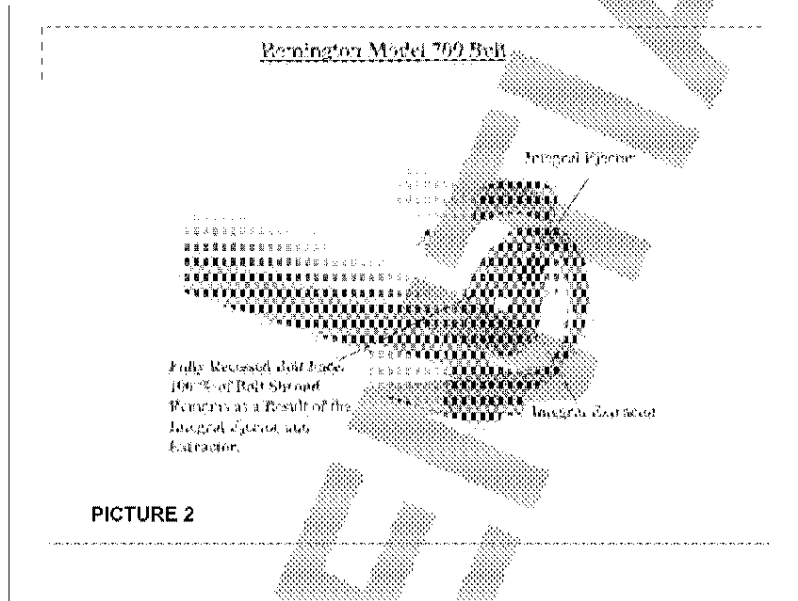 Remington Model 700 Bolt
Integral Ejector
Fully Recessed Bolt Face.
100 % of Bolt Shroud
Remains as a Result of the
Integral Ejector and
Extractor.
Integral Extractor
PICTURE 2